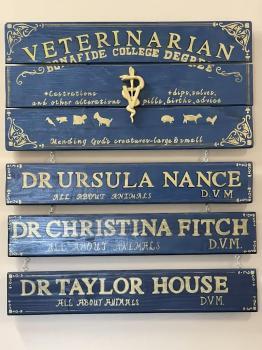 VETERINARIAN
BONAFIDE COLLEGE DEGREE
+Castrations +dips, salves,
and other alterations pills, births, advice
Mending God's creatures - large & small
DR URSULA NANCE
ALL ABOUT ANIMALS D.V.M.
DR CHRISTINA FITCH
ALL ABOUT ANIMALS D.V.M.
DR TAYLOR HOUSE
ALL ABOUT ANIMALS DVM.